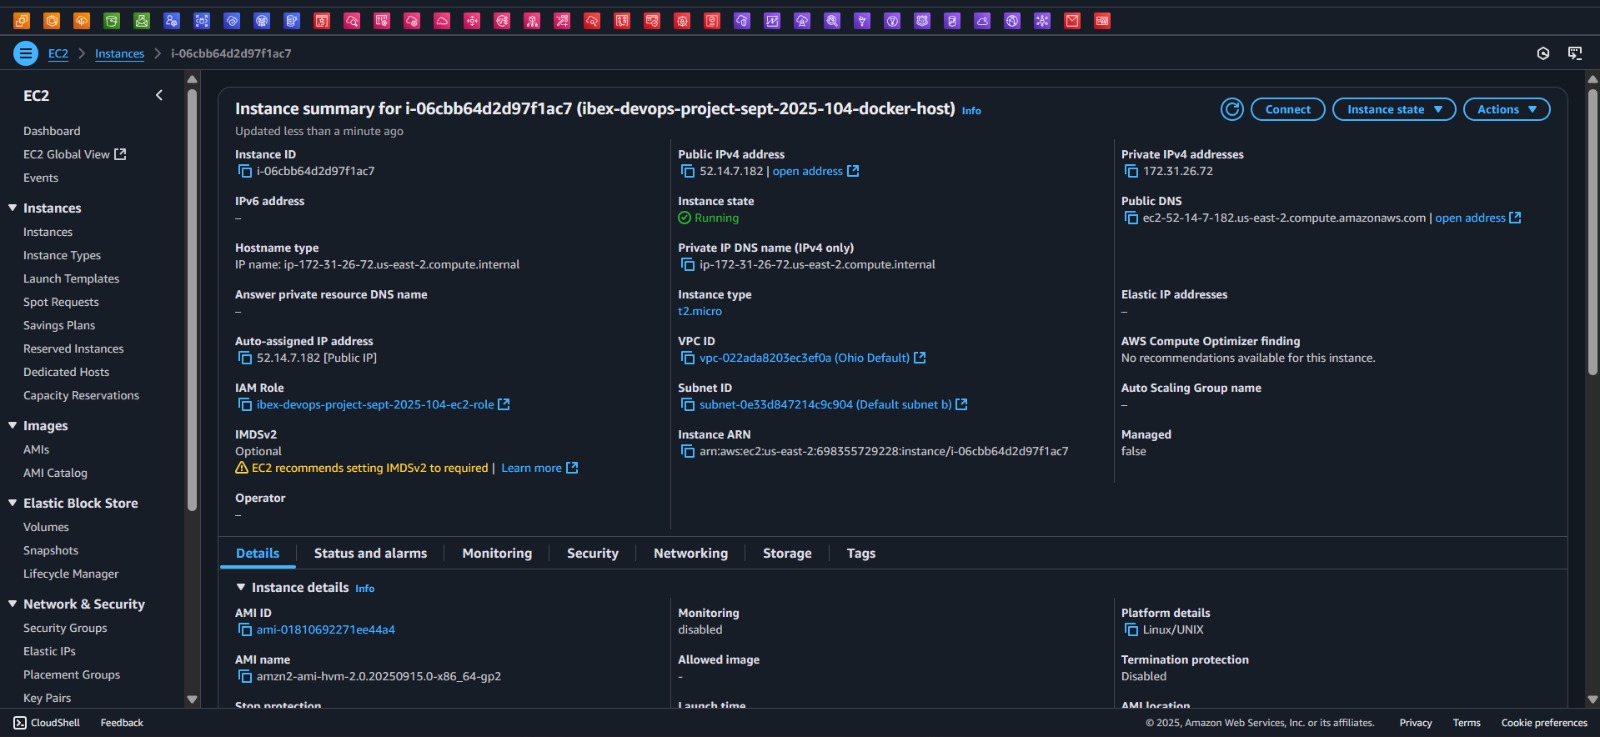 EC2 > Instances > i-06cbb64d2d97f1ac7
EC2
Dashboard
EC2 Global View
Events
Instances
Instances
Instance Types
Launch Templates
Spot Requests
Savings Plans
Reserved Instances
Dedicated Hosts
Capacity Reservations
Images
AMIs
AMI Catalog
Elastic Block Store
Volumes
Snapshots
Lifecycle Manager
Network & Security
Security Groups
Elastic IPs
Placement Groups
Key Pairs
Instance summary for i-06cbb64d2d97f1ac7 (ibex-devops-project-sept-2025-104-docker-host) Info
Connect
Instance state
Actions
Updated less than a minute ago
Instance ID
i-06cbb64d2d97f1ac7
Public IPv4 address
52.14.7.182 | open address
Private IPv4 addresses
172.31.26.72
IPv6 address
–
Instance state
Running
Public DNS
ec2-52-14-7-182.us-east-2.compute.amazonaws.com | open address
Hostname type
IP name: ip-172-31-26-72.us-east-2.compute.internal
Private IP DNS name (IPv4 only)
ip-172-31-26-72.us-east-2.compute.internal
Answer private resource DNS name
–
Instance type
t2.micro
Elastic IP addresses
–
Auto-assigned IP address
52.14.7.182 [Public IP]
VPC ID
vpc-022ada8203ec3ef0a (Ohio Default)
AWS Compute Optimizer finding
No recommendations available for this instance.
IAM Role
ibex-devops-project-sept-2025-104-ec2-role
Subnet ID
subnet-0e33d847214c9c904 (Default subnet b)
Auto Scaling Group name
–
IMDSv2
Optional
EC2 recommends setting IMDSv2 to required | Learn more
Instance ARN
arn:aws:ec2:us-east-2:698355729228:instance/i-06cbb64d2d97f1ac7
Managed
false
Operator
–
Details
Status and alarms
Monitoring
Security
Networking
Storage
Tags
Instance details Info
AMI ID
ami-01810692271ee44a4
Monitoring
disabled
Platform details
Linux/UNIX
AMI name
amzn2-ami-hvm-2.0.20250915.0-x86_64-gp2
Allowed image
-
Termination protection
Disabled
Stop protection
Launch time
AMI location
CloudShell
Feedback
© 2025, Amazon Web Services, Inc. or its affiliates.
Privacy
Terms
Cookie preferences